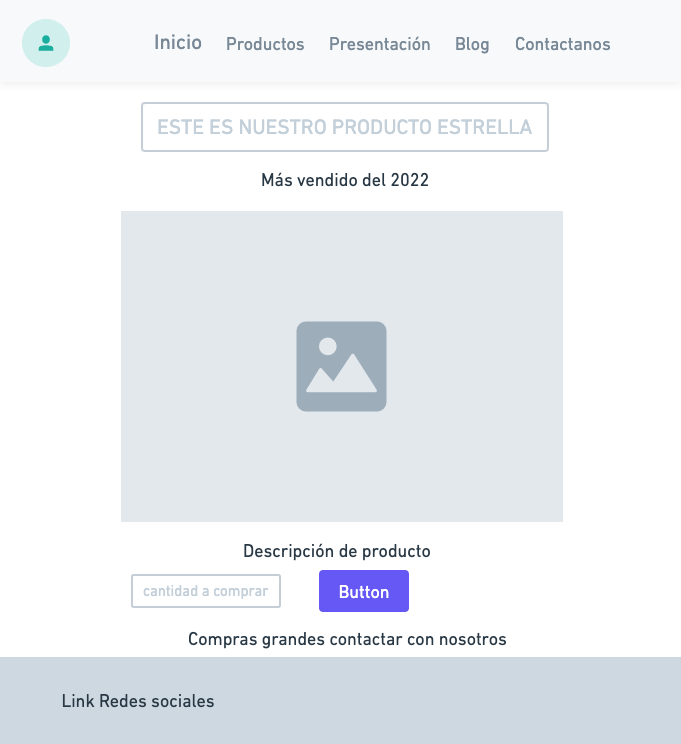 Inicio Productos Presentación Blog Contactanos
ESTE ES NUESTRO PRODUCTO ESTRELLA
Más vendido del 2022
Descripción de producto
cantidad a comprar Button
Compras grandes contactar con nosotros
Link Redes sociales